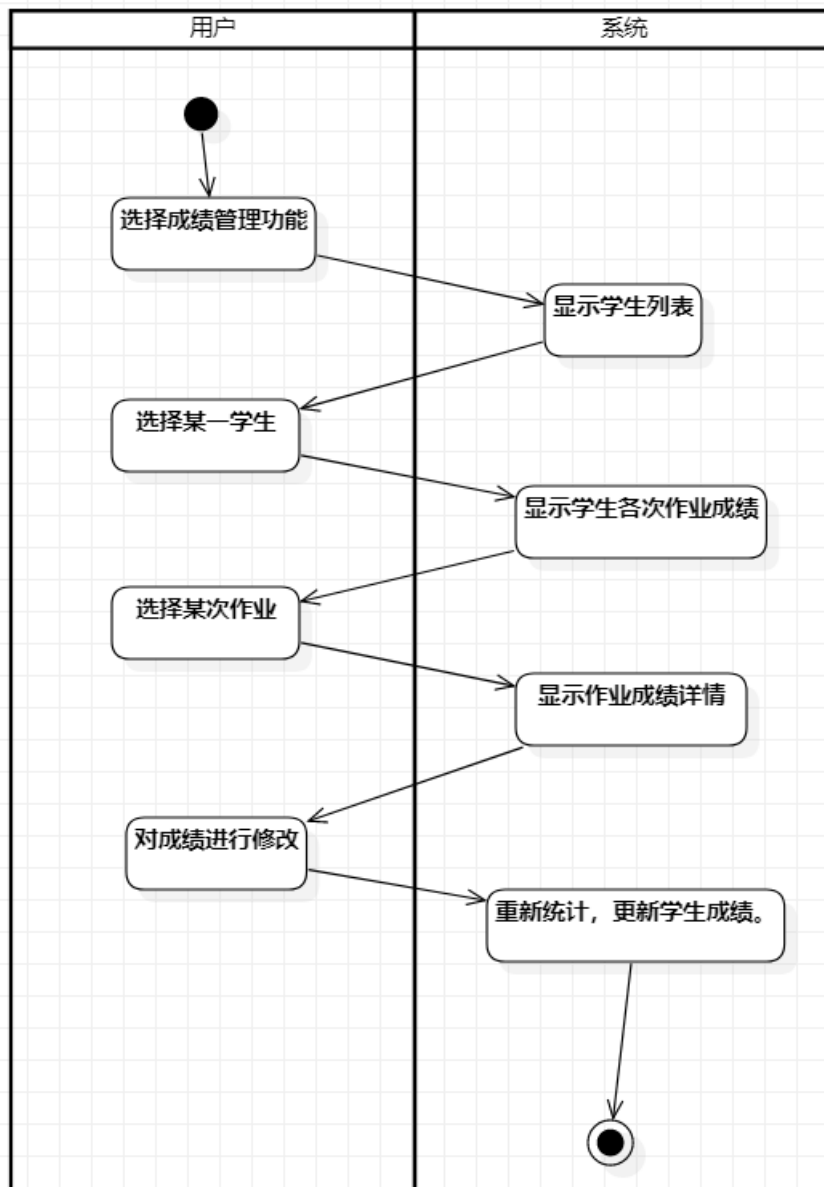 用户
系统
选择成绩管理功能
显示学生列表
选择某一学生
显示学生各次作业成绩
选择某次作业
显示作业成绩详情
对成绩进行修改
重新统计，更新学生成绩。